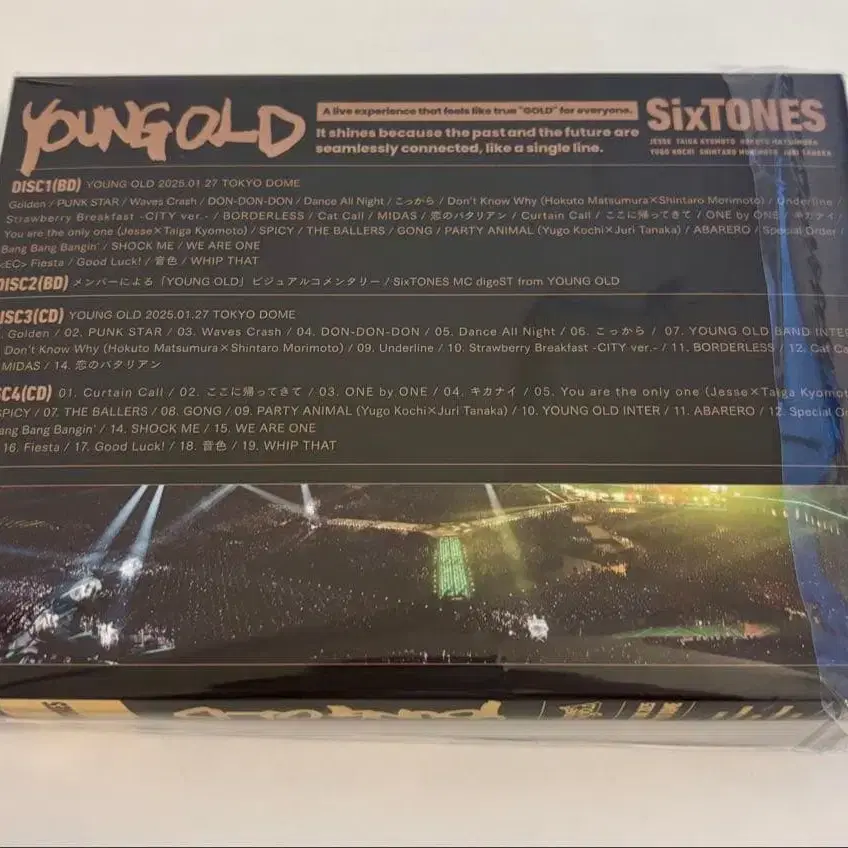 YOUNG OLD
A live experience that feels like true "GOLD" for everyone.
It shines because the past and the future are
seamlessly connected, like a single line.
SixTONES
JESSE TAIGA KYOMOTO HOKUTO MATSUMURA
YUGO KOCHI SHINTARO MORIMOTO JURI TANAKA
DISC1(BD) YOUNG OLD 2025.01.27 TOKYO DOME
Golden / PUNK STAR / Waves Crash / DON-DON-DON / Dance All Night / こっから / Don't Know Why (Hokuto Matsumura×Shintaro Morimoto) / Underline /
Strawberry Breakfast -CITY ver.- / BORDERLESS / Cat Call / MIDAS / 恋のバタリアン / Curtain Call / ここに帰ってきて / ONE by ONE / キカナイ /
You are the only one (Jesse×Taiga Kyomoto) / SPICY / THE BALLERS / GONG / PARTY ANIMAL (Yugo Kochi×Juri Tanaka) / ABARERO / Special Order /
Bang Bang Bangin' / SHOCK ME / WE ARE ONE
<EC> Fiesta / Good Luck! / 音色 / WHIP THAT
DISC2(BD) メンバーによる「YOUNG OLD」ビジュアルコメンタリー / SixTONES MC digeST from YOUNG OLD
DISC3(CD) YOUNG OLD 2025.01.27 TOKYO DOME
. Golden / 02. PUNK STAR / 03. Waves Crash / 04. DON-DON-DON / 05. Dance All Night / 06. こっから / 07. YOUNG OLD BAND INTER
Don't Know Why (Hokuto Matsumura×Shintaro Morimoto) / 09. Underline / 10. Strawberry Breakfast -CITY ver.- / 11. BORDERLESS / 12. Cat Ca
MIDAS / 14. 恋のバタリアン
SC4(CD) 01. Curtain Call / 02. ここに帰ってきて / 03. ONE by ONE / 04. キカナイ / 05. You are the only one (Jesse×Taiga Kyomot
SPICY / 07. THE BALLERS / 08. GONG / 09. PARTY ANIMAL (Yugo Kochi×Juri Tanaka) / 10. YOUNG OLD INTER / 11. ABARERO / 12. Special Or
ang Bang Bangin' / 14. SHOCK ME / 15. WE ARE ONE
16. Fiesta / 17. Good Luck! / 18. 音色 / 19. WHIP THAT